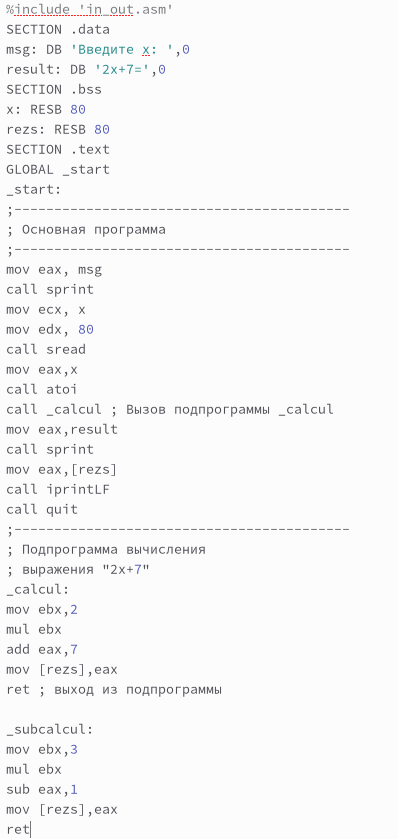 %include 'in_out.asm'
SECTION .data
msg: DB 'Введите x: ',0
result: DB '2x+7=',0
SECTION .bss
x: RESB 80
rezs: RESB 80
SECTION .text
GLOBAL _start
_start:
;------------------------------------------
; Основная программа
;------------------------------------------
mov eax, msg
call sprint
mov ecx, x
mov edx, 80
call sread
mov eax,x
call atoi
call _calcul ; Вызов подпрограммы _calcul
mov eax,result
call sprint
mov eax,[rezs]
call iprintLF
call quit
;------------------------------------------
; Подпрограмма вычисления
; выражения "2x+7"
_calcul:
mov ebx,2
mul ebx
add eax,7
mov [rezs],eax
ret ; выход из подпрограммы

_subcalcul:
mov ebx,3
mul ebx
sub eax,1
mov [rezs],eax
ret